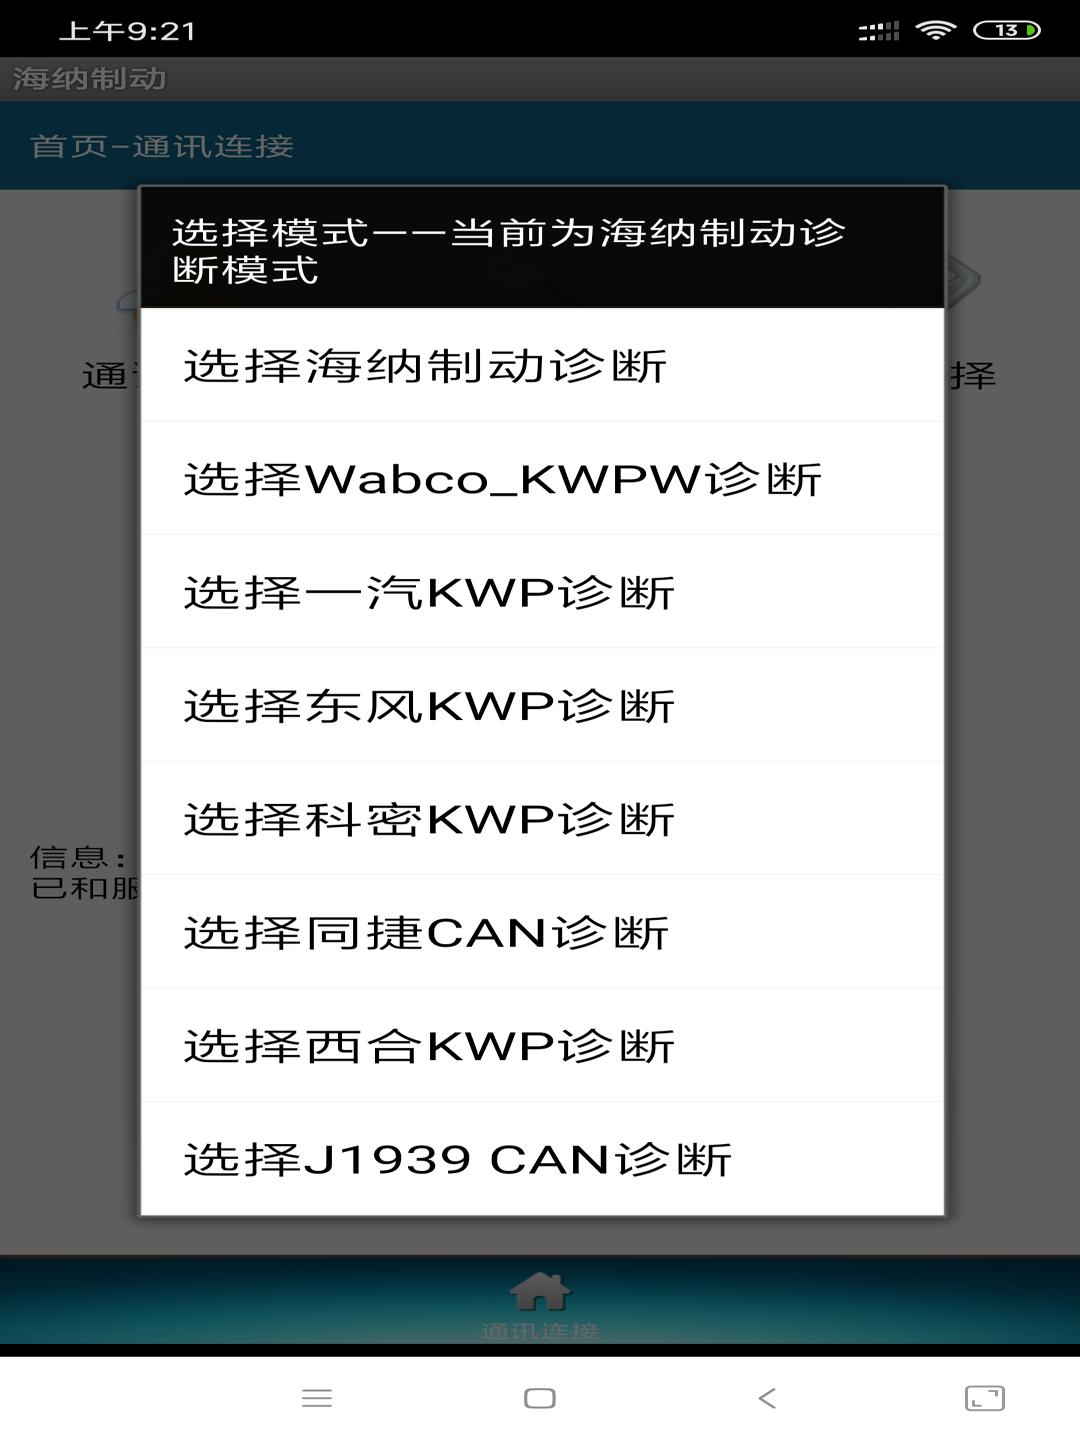 上午9:21
13
海纳制动
首页-通讯连接
选择模式--当前为海纳制动诊
断模式
选择海纳制动诊断
通
择
选择Wabco_KWPW诊断
选择一汽KWP诊断
选择东风KWP诊断
选择科密KWP诊断
信息：
已和服
选择同捷CAN诊断
选择西合KWP诊断
选择J1939 CAN诊断
通讯连接